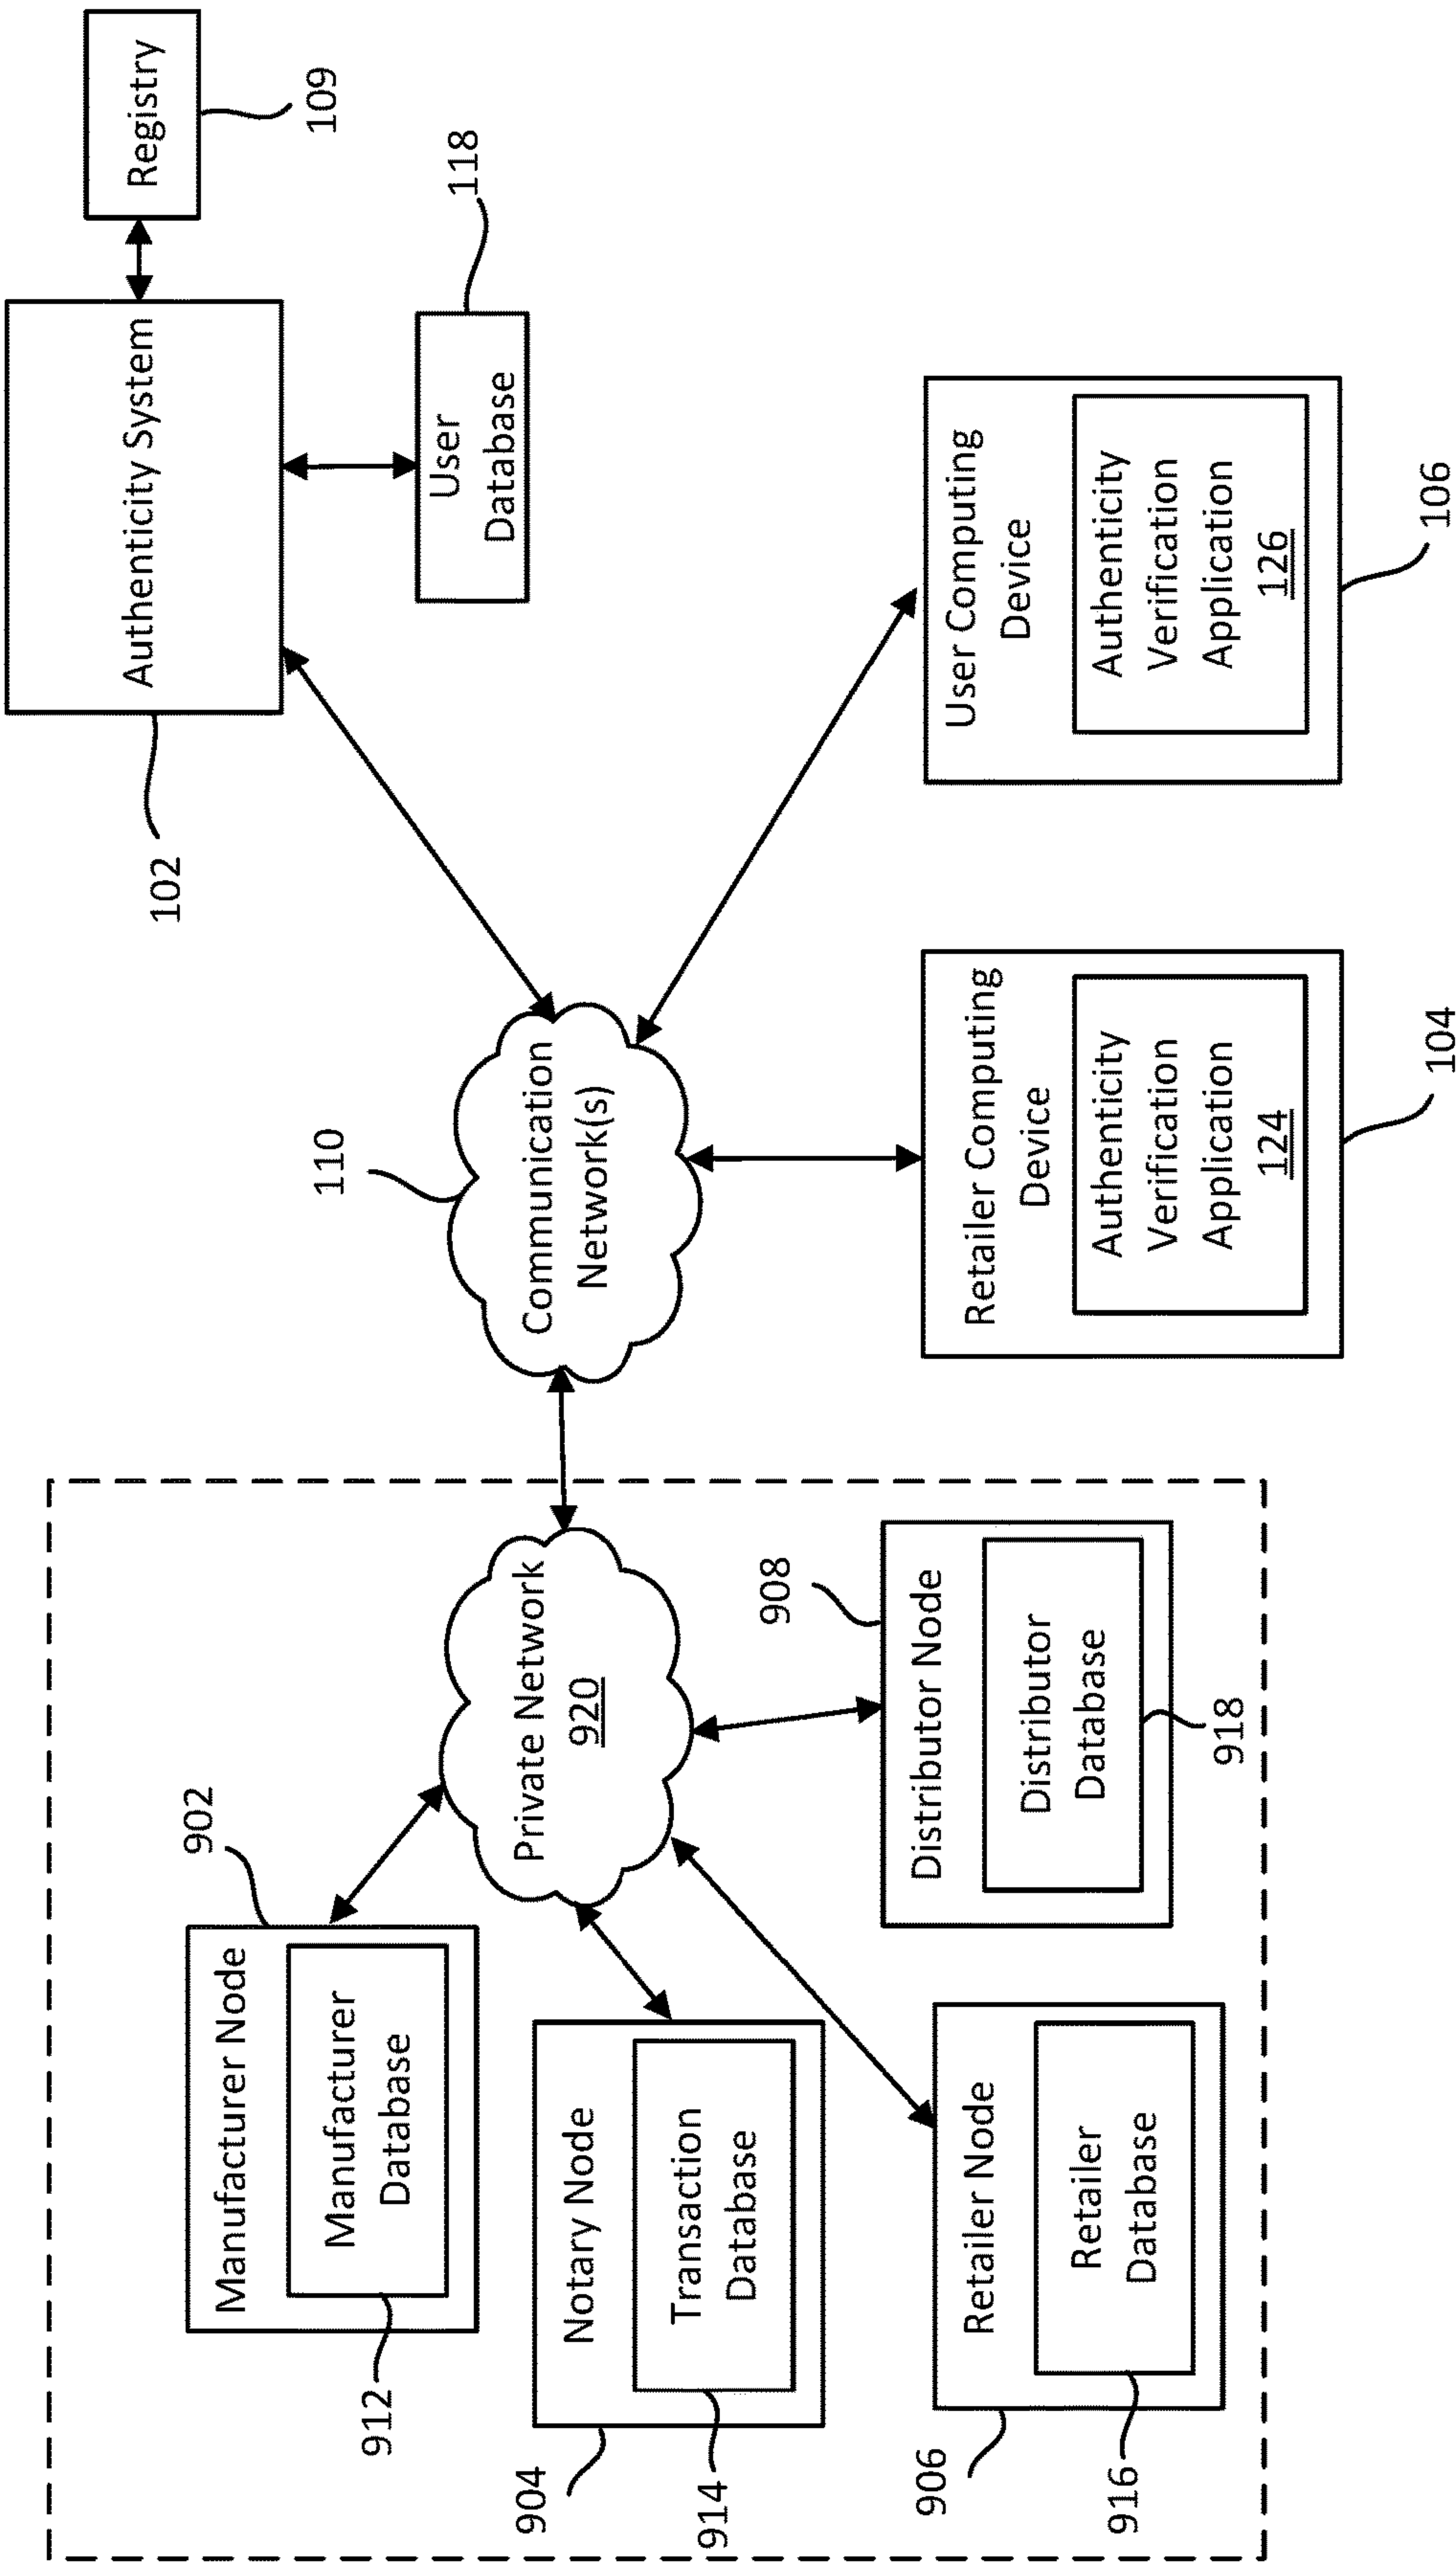 902
Manufacturer Node
Manufacturer
Database
912
Notary Node
Transaction
Database
904
914
Retailer Node
Retailer
Database
906
916
Private Network
920
908
Distributor Node
Distributor
Database
918
110
Communication
Network(s)
Authenticity System
102
Registry
109
User
Database
118
Retailer Computing
Device
Authenticity
Verification
Application
124
104
User Computing
Device
Authenticity
Verification
Application
126
106